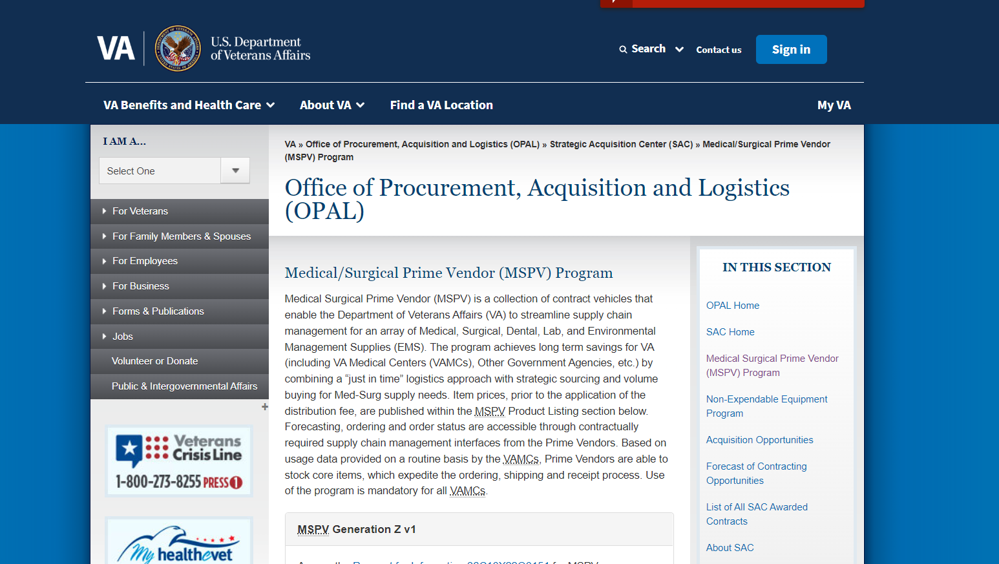 VA
U.S. Department
of Veterans Affairs
Search
Contact us
Sign in
VA Benefits and Health Care
About VA
Find a VA Location
My VA
I AM A...
Select One
For Veterans
For Family Members & Spouses
For Employees
For Business
Forms & Publications
Jobs
Volunteer or Donate
Public & Intergovernmental Affairs
+
Veterans
Crisis Line
1-800-273-8255 PRESS 1
My healthevet
VA » Office of Procurement, Acquisition and Logistics (OPAL) » Strategic Acquisition Center (SAC) » Medical/Surgical Prime Vendor
(MSPV) Program
Office of Procurement, Acquisition and Logistics
(OPAL)
Medical/Surgical Prime Vendor (MSPV) Program
Medical Surgical Prime Vendor (MSPV) is a collection of contract vehicles that
enable the Department of Veterans Affairs (VA) to streamline supply chain
management for an array of Medical, Surgical, Dental, Lab, and Environmental
Management Supplies (EMS). The program achieves long term savings for VA
(including VA Medical Centers (VAMCs), Other Government Agencies, etc.) by
combining a “just in time” logistics approach with strategic sourcing and volume
buying for Med-Surg supply needs. Item prices, prior to the application of the
distribution fee, are published within the MSPV Product Listing section below.
Forecasting, ordering and order status are accessible through contractually
required supply chain management interfaces from the Prime Vendors. Based on
usage data provided on a routine basis by the VAMCs, Prime Vendors are able to
stock core items, which expedite the ordering, shipping and receipt process. Use
of the program is mandatory for all VAMCs.
MSPV Generation Z v1
IN THIS SECTION
OPAL Home
SAC Home
Medical Surgical Prime Vendor
(MSPV) Program
Non-Expendable Equipment
Program
Acquisition Opportunities
Forecast of Contracting
Opportunities
List of All SAC Awarded
Contracts
About SAC